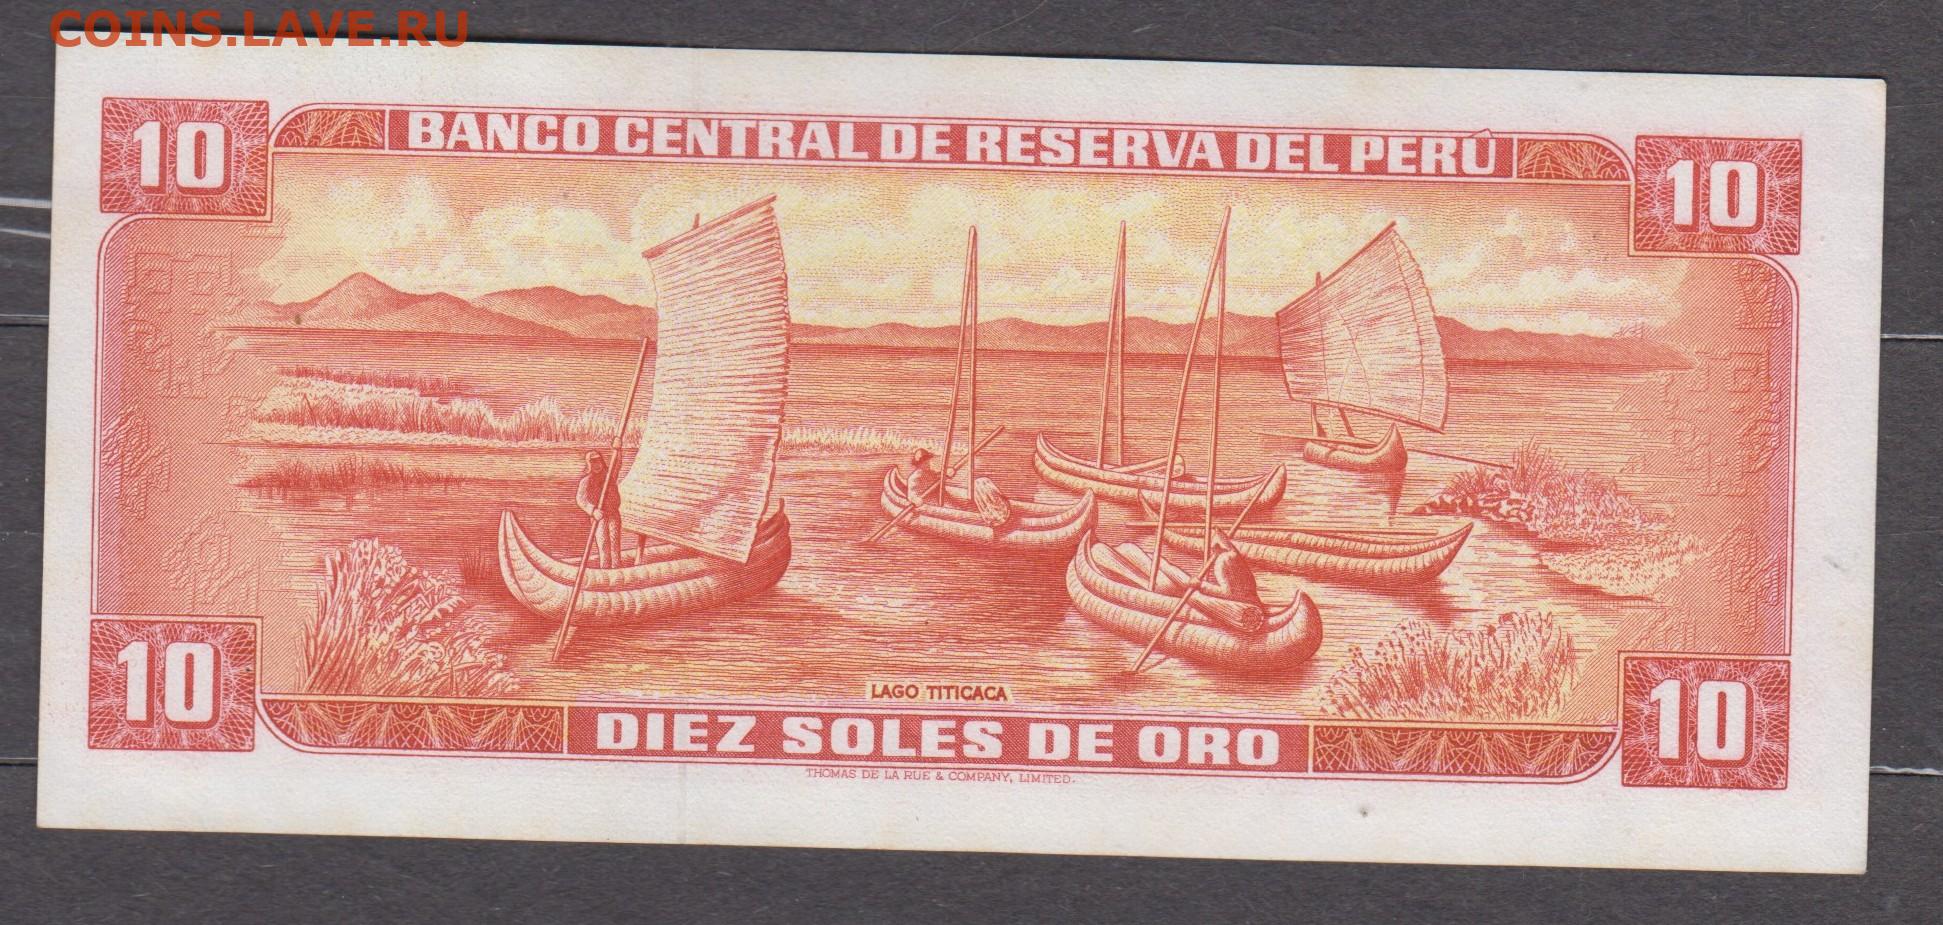 COINS.LAVE.RU
10
BANCO CENTRAL DE RESERVA DEL PERÚ
10
LAGO TITICACA
10
DIEZ SOLES DE ORO
10
THOMAS DE LA RUE & COMPANY, LIMITED.